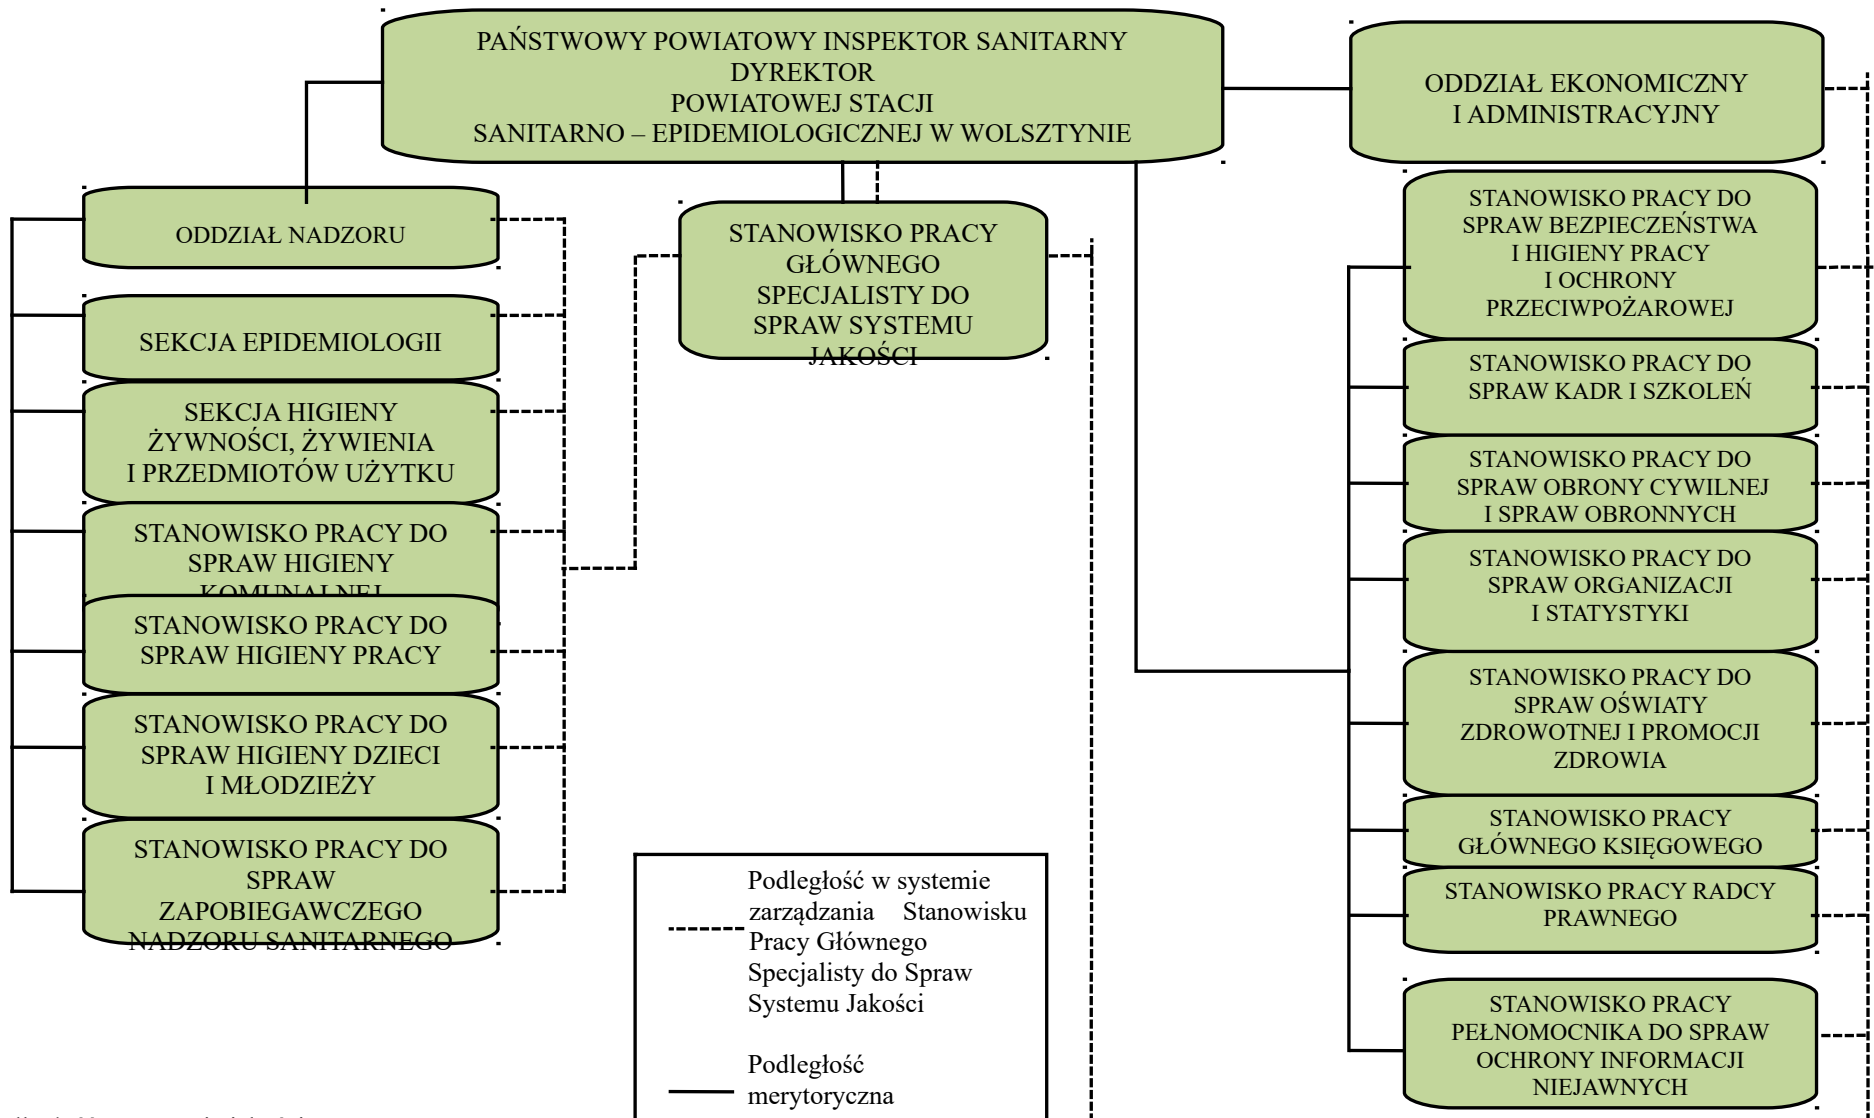 PAŃSTWOWY POWIATOWY INSPEKTOR SANITARNY
DYREKTOR
POWIATOWEJ STACJI
SANITARNO – EPIDEMIOLOGICZNEJ W WOLSZTYNIE
ODDZIAŁ EKONOMICZNY
I ADMINISTRACYJNY
ODDZIAŁ NADZORU
SEKCJA EPIDEMIOLOGII
SEKCJA HIGIENY
ŻYWNOŚCI, ŻYWIENIA
I PRZEDMIOTÓW UŻYTKU
STANOWISKO PRACY DO
SPRAW HIGIENY
KOMUNALNEJ
STANOWISKO PRACY DO
SPRAW HIGIENY PRACY
STANOWISKO PRACY DO
SPRAW HIGIENY DZIECI
I MŁODZIEŻY
STANOWISKO PRACY DO
SPRAW
ZAPOBIEGAWCZEGO
NADZORU SANITARNEGO
STANOWISKO PRACY
GŁÓWNEGO
SPECJALISTY DO
SPRAW SYSTEMU
JAKOŚCI
STANOWISKO PRACY DO
SPRAW BEZPIECZEŃSTWA
I HIGIENY PRACY
I OCHRONY
PRZECIWPOŻAROWEJ
STANOWISKO PRACY DO
SPRAW KADR I SZKOLEŃ
STANOWISKO PRACY DO
SPRAW OBRONY CYWILNEJ
I SPRAW OBRONNYCH
STANOWISKO PRACY DO
SPRAW ORGANIZACJI
I STATYSTYKI
STANOWISKO PRACY DO
SPRAW OŚWIATY
ZDROWOTNEJ I PROMOCJI
ZDROWIA
STANOWISKO PRACY
GŁÓWNEGO KSIĘGOWEGO
STANOWISKO PRACY RADCY
PRAWNEGO
STANOWISKO PRACY
PEŁNOMOCNIKA DO SPRAW
OCHRONY INFORMACJI
NIEJAWNYCH
Podległość w systemie
zarządzania Stanowisku
Pracy Głównego
Specjalisty do Spraw
Systemu Jakości
Podległość
merytoryczna